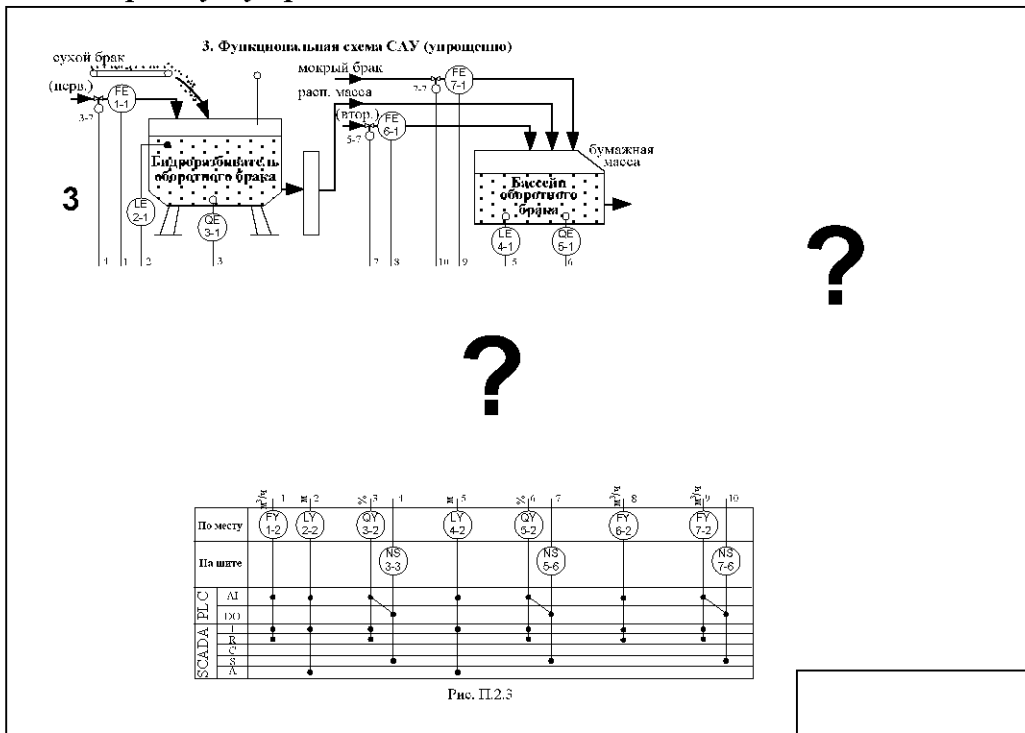 3. Функциональная схема САУ (упрощенно)
сухой брак
(перв.)
FE
1-1
3-7
мокрый брак
7-7
FE
7-1
расп. масса
(втор.)
5-7
FE
6-1
Бидроразбиватель
оборотного брака
бумажная
масса
Бассейн
оборотного
брака
3
LE
2-1
QE
3-1
LE
4-1
QE
5-1
4 1 2 3 7 8 10 9 5 6
?
?
м³/ч 1 м 2 % 3 4 м 5 % 6 7 м³/ч 8 м³/ч 9 10
По месту
FY
1-2
LY
2-2
QY
3-2
LY
4-2
QY
5-2
FY
6-2
FY
7-2
На щите
NS
3-3
NS
5-6
NS
7-6
PLC
AI
DO
SCADA
I
R
C
S
A
Рис. П.2.3